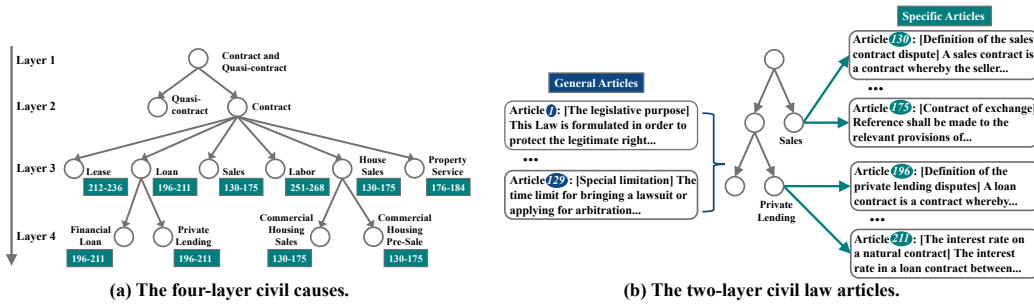 Layer 1
Contract and
Quasi-contract
Layer 2
Quasi-
contract
Contract
Layer 3
Lease
212-236
Loan
196-211
Sales
130-175
Labor
251-268
House
Sales
130-175
Property
Service
176-184
Layer 4
Financial
Loan
196-211
Private
Lending
196-211
Commercial
Housing
Sales
130-175
Commercial
Housing
Pre-Sale
130-175
(a) The four-layer civil causes.
General Articles
Article 1: [The legislative purpose]
This Law is formulated in order to
protect the legitimate right...
...
Article 129: [Special limitation] The
time limit for bringing a lawsuit or
applying for arbitration...
Sales
Private
Lending
Specific Articles
Article 130: [Definition of the sales
contract dispute] A sales contract is
a contract whereby the seller...
...
Article 175: [Contract of exchange]
Reference shall be made to the
relevant provisions of...
Article 196: [Definition of the
private lending disputes] A loan
contract is a contract whereby...
...
Article 211: [The interest rate on
a natural contract] The interest
rate in a loan contract between...
(b) The two-layer civil law articles.